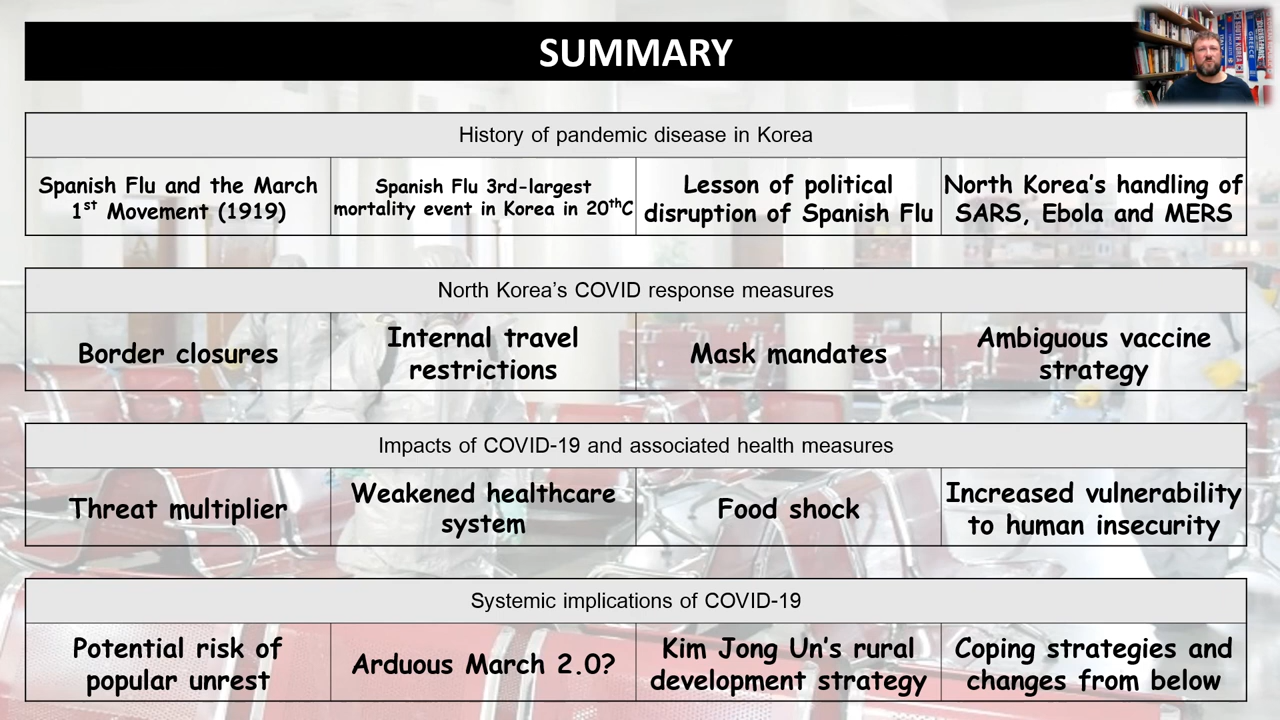 SUMMARY
History of pandemic disease in Korea
Spanish Flu and the March
1st Movement (1919)
Spanish Flu 3rd-largest
mortality event in Korea in 20thC
Lesson of political
disruption of Spanish Flu
North Korea’s handling of
SARS, Ebola and MERS
North Korea’s COVID response measures
Border closures
Internal travel
restrictions
Mask mandates
Ambiguous vaccine
strategy
Impacts of COVID-19 and associated health measures
Threat multiplier
Weakened healthcare
system
Food shock
Increased vulnerability
to human insecurity
Systemic implications of COVID-19
Potential risk of
popular unrest
Arduous March 2.0?
Kim Jong Un’s rural
development strategy
Coping strategies and
changes from below